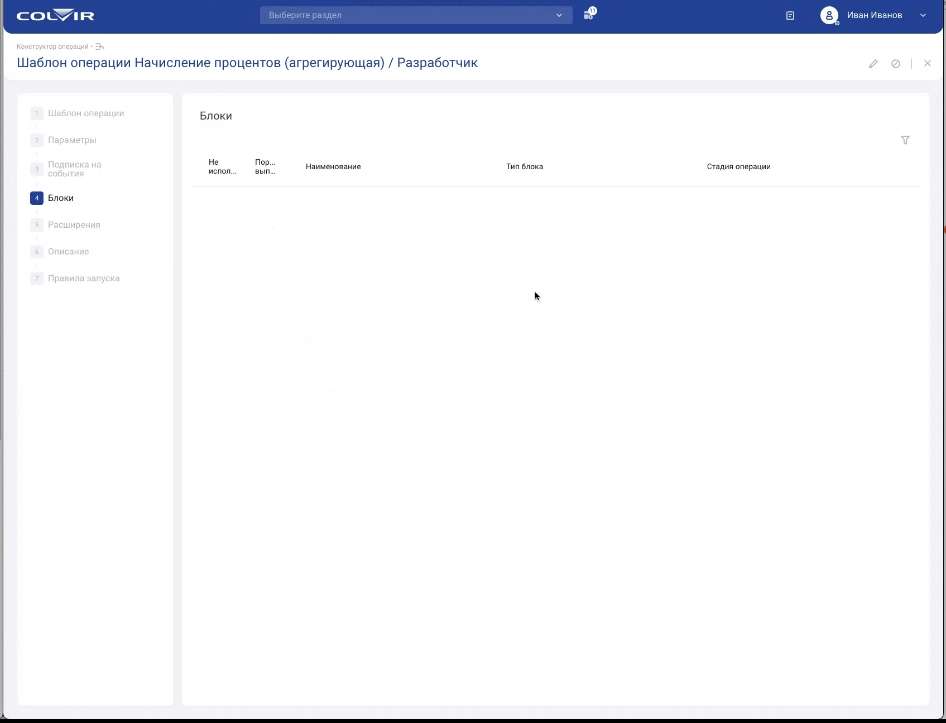 COLVIR
Выберите раздел
11
Иван Иванов
Конструктор операций
Шаблон операции Начисление процентов (агрегирующая) / Разработчик
1 Шаблон операции
2 Параметры
3 Подписка на
события
4 Блоки
5 Расширения
6 Описание
7 Правила запуска
Блоки
Не
испол...
Пор...
вып...
Наименование
Тип блока
Стадия операции